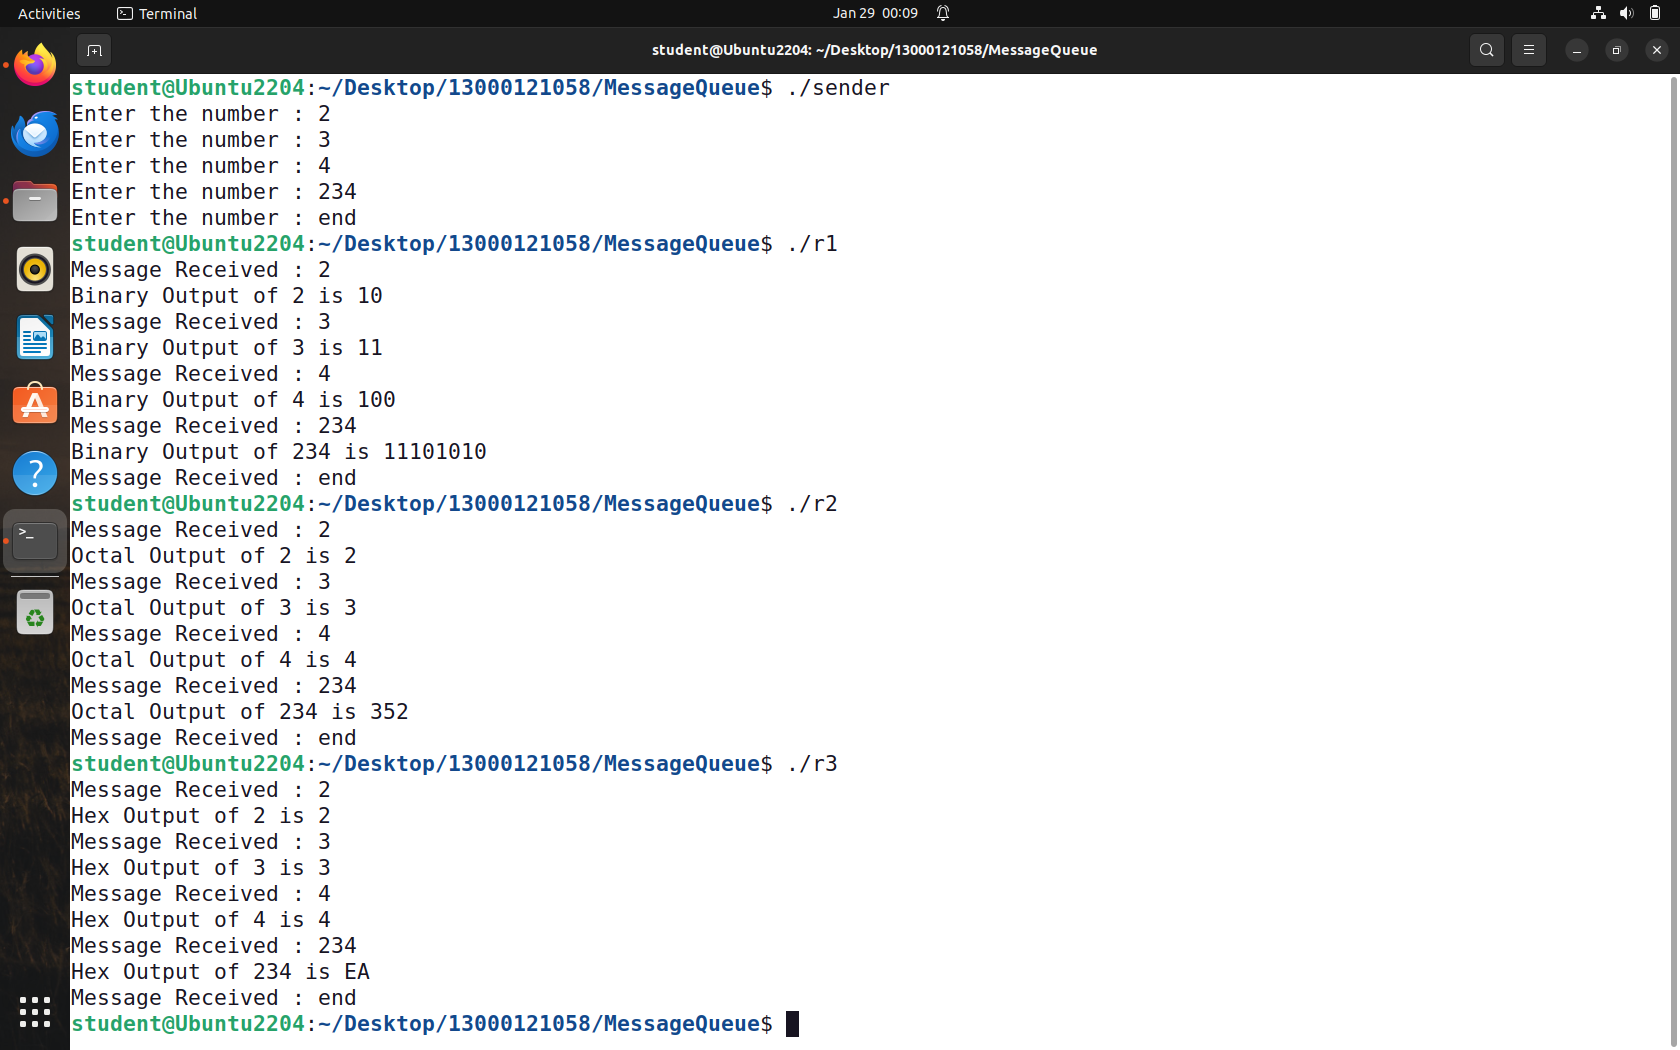 Activities
Terminal
Jan 29 00:09
student@Ubuntu2204: ~/Desktop/13000121058/MessageQueue
student@Ubuntu2204:~/Desktop/13000121058/MessageQueue$ ./sender
Enter the number : 2
Enter the number : 3
Enter the number : 4
Enter the number : 234
Enter the number : end
student@Ubuntu2204:~/Desktop/13000121058/MessageQueue$ ./r1
Message Received : 2
Binary Output of 2 is 10
Message Received : 3
Binary Output of 3 is 11
Message Received : 4
Binary Output of 4 is 100
Message Received : 234
Binary Output of 234 is 11101010
Message Received : end
student@Ubuntu2204:~/Desktop/13000121058/MessageQueue$ ./r2
Message Received : 2
Octal Output of 2 is 2
Message Received : 3
Octal Output of 3 is 3
Message Received : 4
Octal Output of 4 is 4
Message Received : 234
Octal Output of 234 is 352
Message Received : end
student@Ubuntu2204:~/Desktop/13000121058/MessageQueue$ ./r3
Message Received : 2
Hex Output of 2 is 2
Message Received : 3
Hex Output of 3 is 3
Message Received : 4
Hex Output of 4 is 4
Message Received : 234
Hex Output of 234 is EA
Message Received : end
student@Ubuntu2204:~/Desktop/13000121058/MessageQueue$